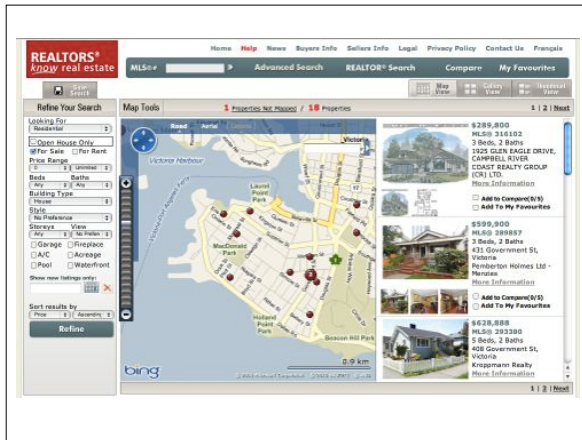 REALTORS®
know real estate
Home Help News Buyers Info Sellers Info Legal Privacy Policy Contact Us Français
MLS®# Advanced Search REALTOR® Search Compare My Favourites
Save Search
Map View
Gallery View
Thumbnail View
Refine Your Search
Map Tools
1 Properties Not Mapped / 18 Properties
1 | 2 | Next
Looking For
Residential
Open House Only
For Sale For Rent
Price Range
0 Unlimited
Beds Baths
Any Any
Building Type
House
Style
No Preference
Storeys View
Any No Prefere
Garage Fireplace
A/C Acreage
Pool Waterfront
Show new listings only:
Sort results by
Price Ascending
Refine
Road Aerial
Victoria
Victoria Harbour
Laurel Point Park
MacDonald Park
Holland Point Park
Beacon Hill Park
0.9 km
bing
$289,800
MLS® 316102
3 Beds, 2 Baths
1925 GLEN EAGLE DRIVE,
CAMPBELL RIVER
COAST REALTY GROUP
(CR) LTD.
More Information
Add to Compare(0/5)
Add To My Favourites
$599,900
MLS® 289857
3 Beds, 2 Baths
431 Government St,
Victoria
Pemberton Holmes Ltd -
Menzies
More Information
Add to Compare(0/5)
Add To My Favourites
$628,888
MLS® 293380
5 Beds, 2 Baths
408 Government St,
Victoria
Kroppmann Realty
More Information
1 | 2 | Next